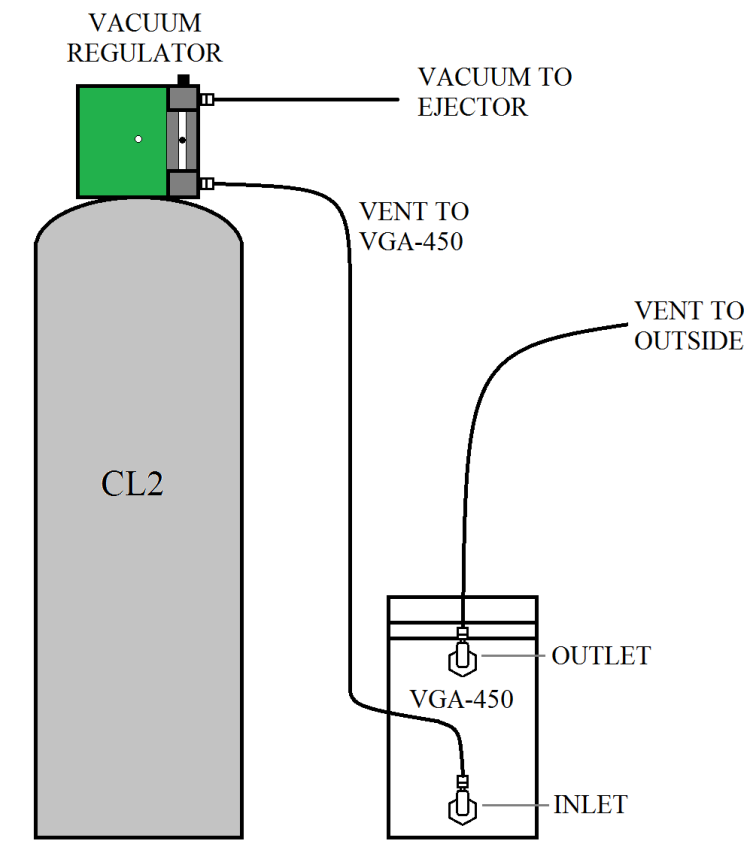 VACUUM
REGULATOR
VACUUM TO
EJECTOR
VENT TO
VGA-450
VENT TO
OUTSIDE
CL2
OUTLET
VGA-450
INLET